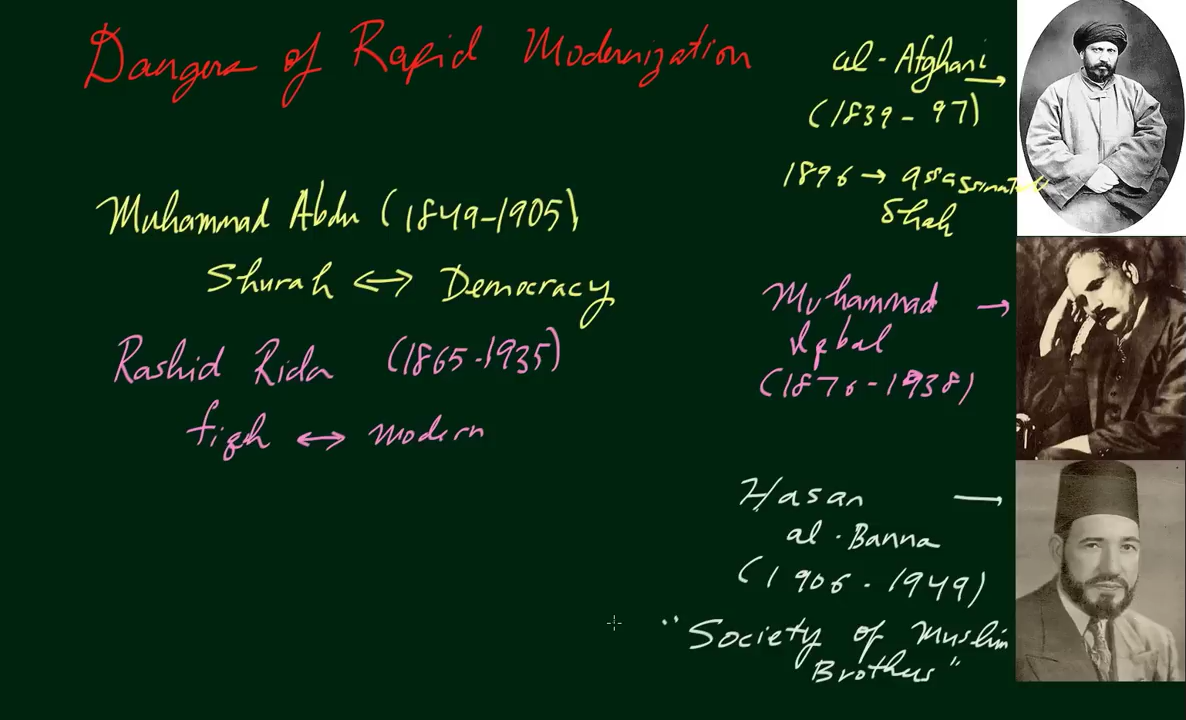 Dangers of Rapid Modernization
al-Afghani →
(1839-97)
1896 → assassinated
Shah
Muhammad Abdu (1849-1905)
Shurah ↔ Democracy
Rashid Rida (1865-1935)
fiqh ↔ modern
Muhammad →
Iqbal
(1876-1938)
Hasan →
al-Banna
(1906-1949)
"Society of Muslim
Brothers"